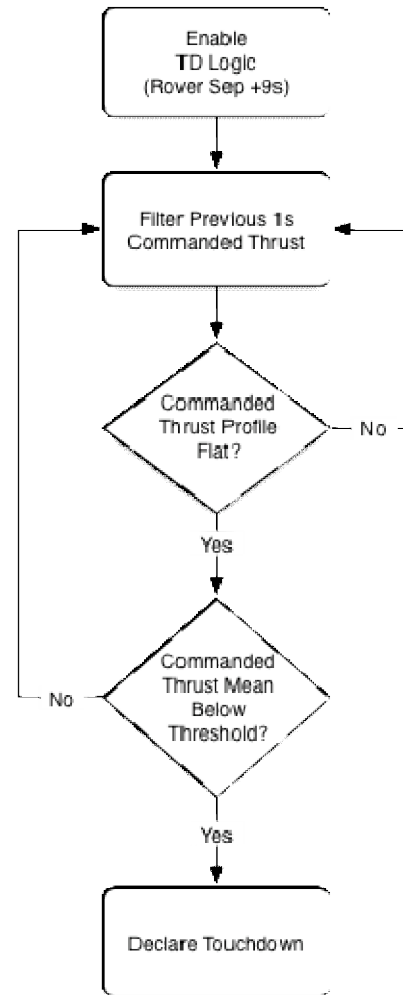 Enable
TD Logic
(Rover Sep +9s)
Filter Previous 1s
Commanded Thrust
Commanded
Thrust Profile
Flat?
No
Yes
Commanded
Thrust Mean
Below
Threshold?
No
Yes
Declare Touchdown